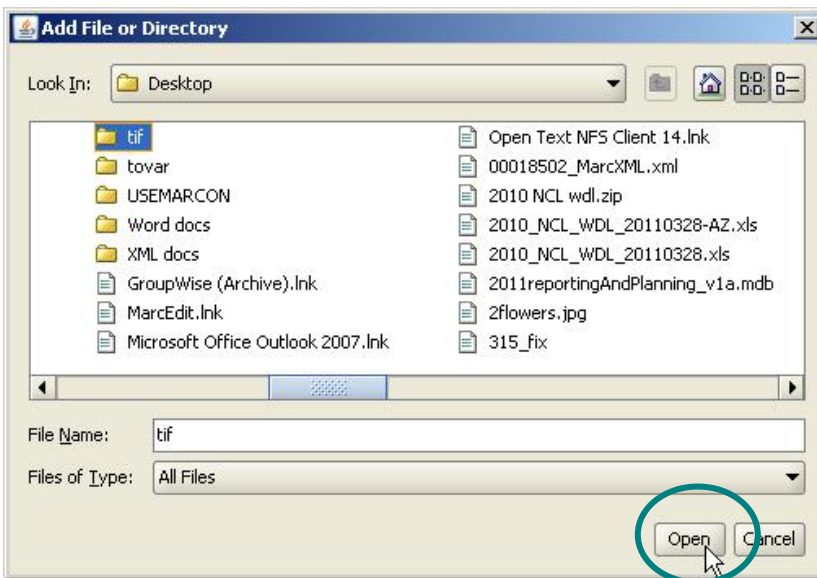 Add File or Directory
Look In: Desktop
tif
tovar
USEMARCON
Word docs
XML docs
GroupWise (Archive).lnk
MarcEdit.lnk
Microsoft Office Outlook 2007.lnk
Open Text NFS Client 14.lnk
00018502_MarcXML.xml
2010 NCL wdl.zip
2010_NCL_WDL_20110328-AZ.xls
2010_NCL_WDL_20110328.xls
2011reportingAndPlanning_v1a.mdb
2flowers.jpg
315_fix
File Name: tif
Files of Type: All Files
Open Cancel